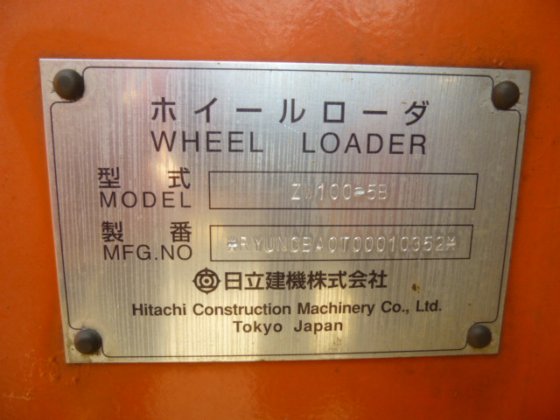 ホイールローダ
WHEEL LOADER
型式
MODEL ZW100-5B
製番
MFG.NO
日立建機株式会社
Hitachi Construction Machinery Co., Ltd.
Tokyo Japan